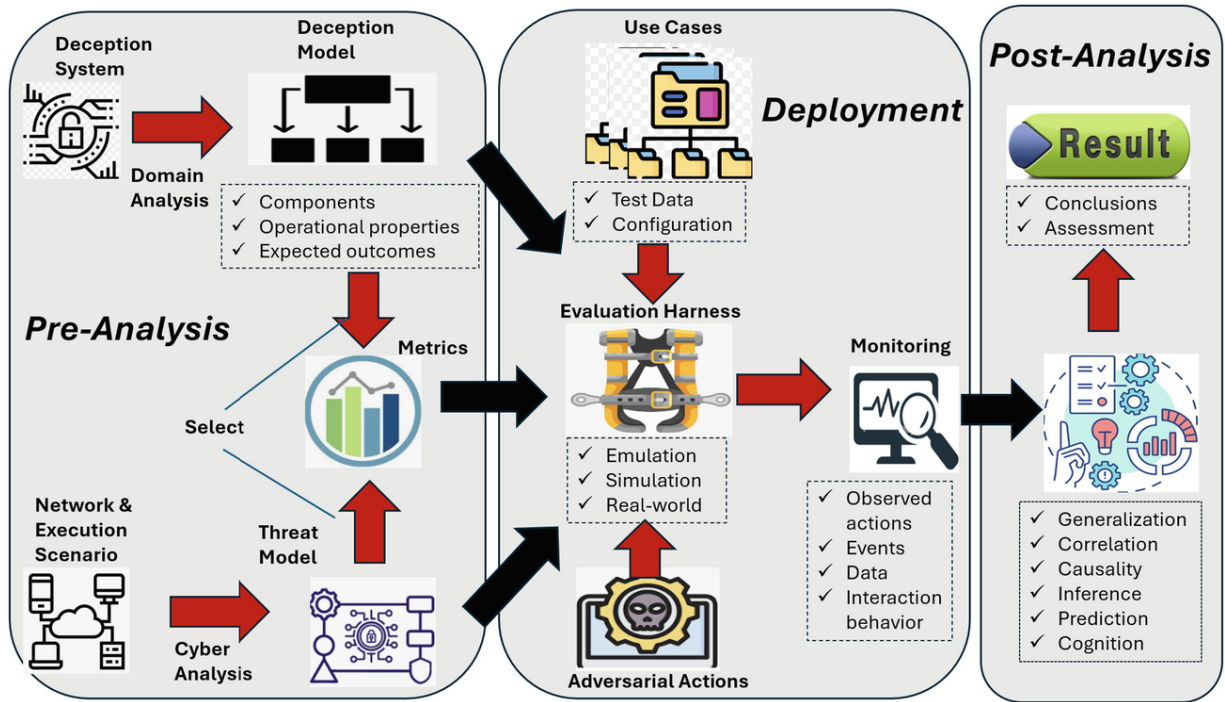 Deception
System
Deception
Model
Domain
Analysis
✓ Components
✓ Operational properties
✓ Expected outcomes
Pre-Analysis
Metrics
Select
Network &
Execution
Scenario
Threat
Model
Cyber
Analysis
Use Cases
Deployment
✓ Test Data
✓ Configuration
Evaluation Harness
✓ Emulation
✓ Simulation
✓ Real-world
Adversarial Actions
Monitoring
✓ Observed
actions
✓ Events
✓ Data
✓ Interaction
behavior
Post-Analysis
Result
✓ Conclusions
✓ Assessment
✓ Generalization
✓ Correlation
✓ Causality
✓ Inference
✓ Prediction
✓ Cognition